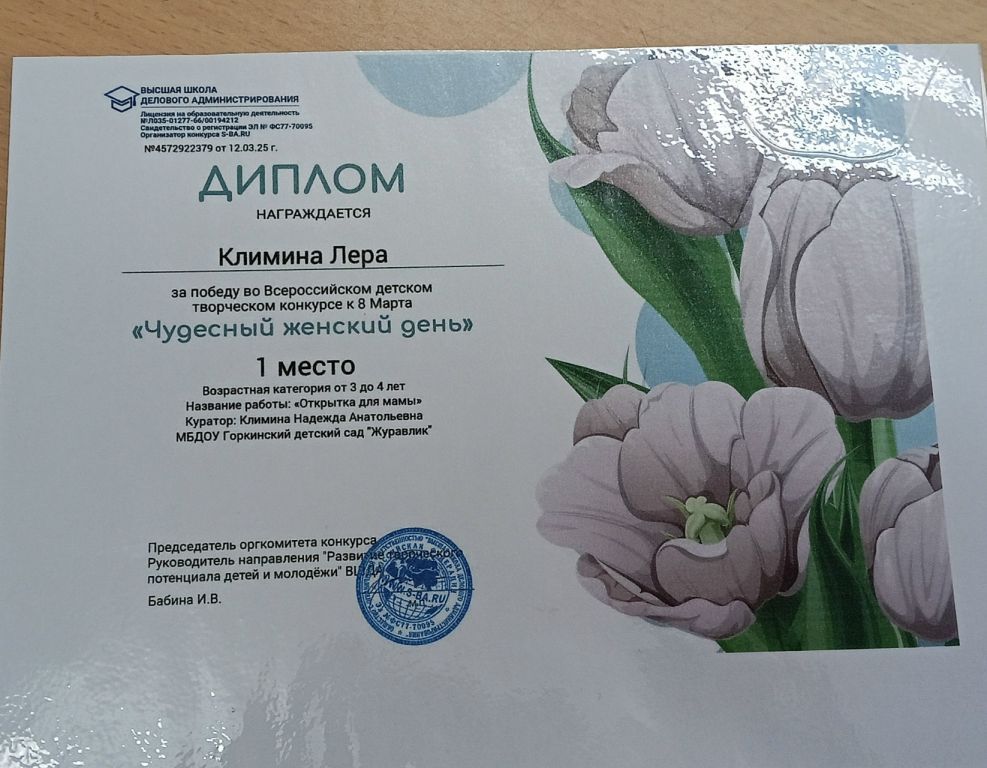 ВЫСШАЯ ШКОЛА
ДЕЛОВОГО АДМИНИСТРИРОВАНИЯ
Лицензия на образовательную деятельность
№Л035-01277-66/00194212
Свидетельство о регистрации ЭЛ № ФС77-70095
Организатор конкурса S-BA.RU
№4572922379 от 12.03.25 г.
ДИПЛОМ
НАГРАЖДАЕТСЯ
Климина Лера
за победу во Всероссийском детском
творческом конкурсе к 8 Марта
«Чудесный женский день»
1 место
Возрастная категория от 3 до 4 лет
Название работы: «Открытка для мамы»
Куратор: Климина Надежда Анатольевна
МБДОУ Горкинский детский сад "Журавлик"
Председатель оргкомитета конкурса
Руководитель направления "Развитие творческого
потенциала детей и молодёжи"
Бабина И.В.
S-BA.RU